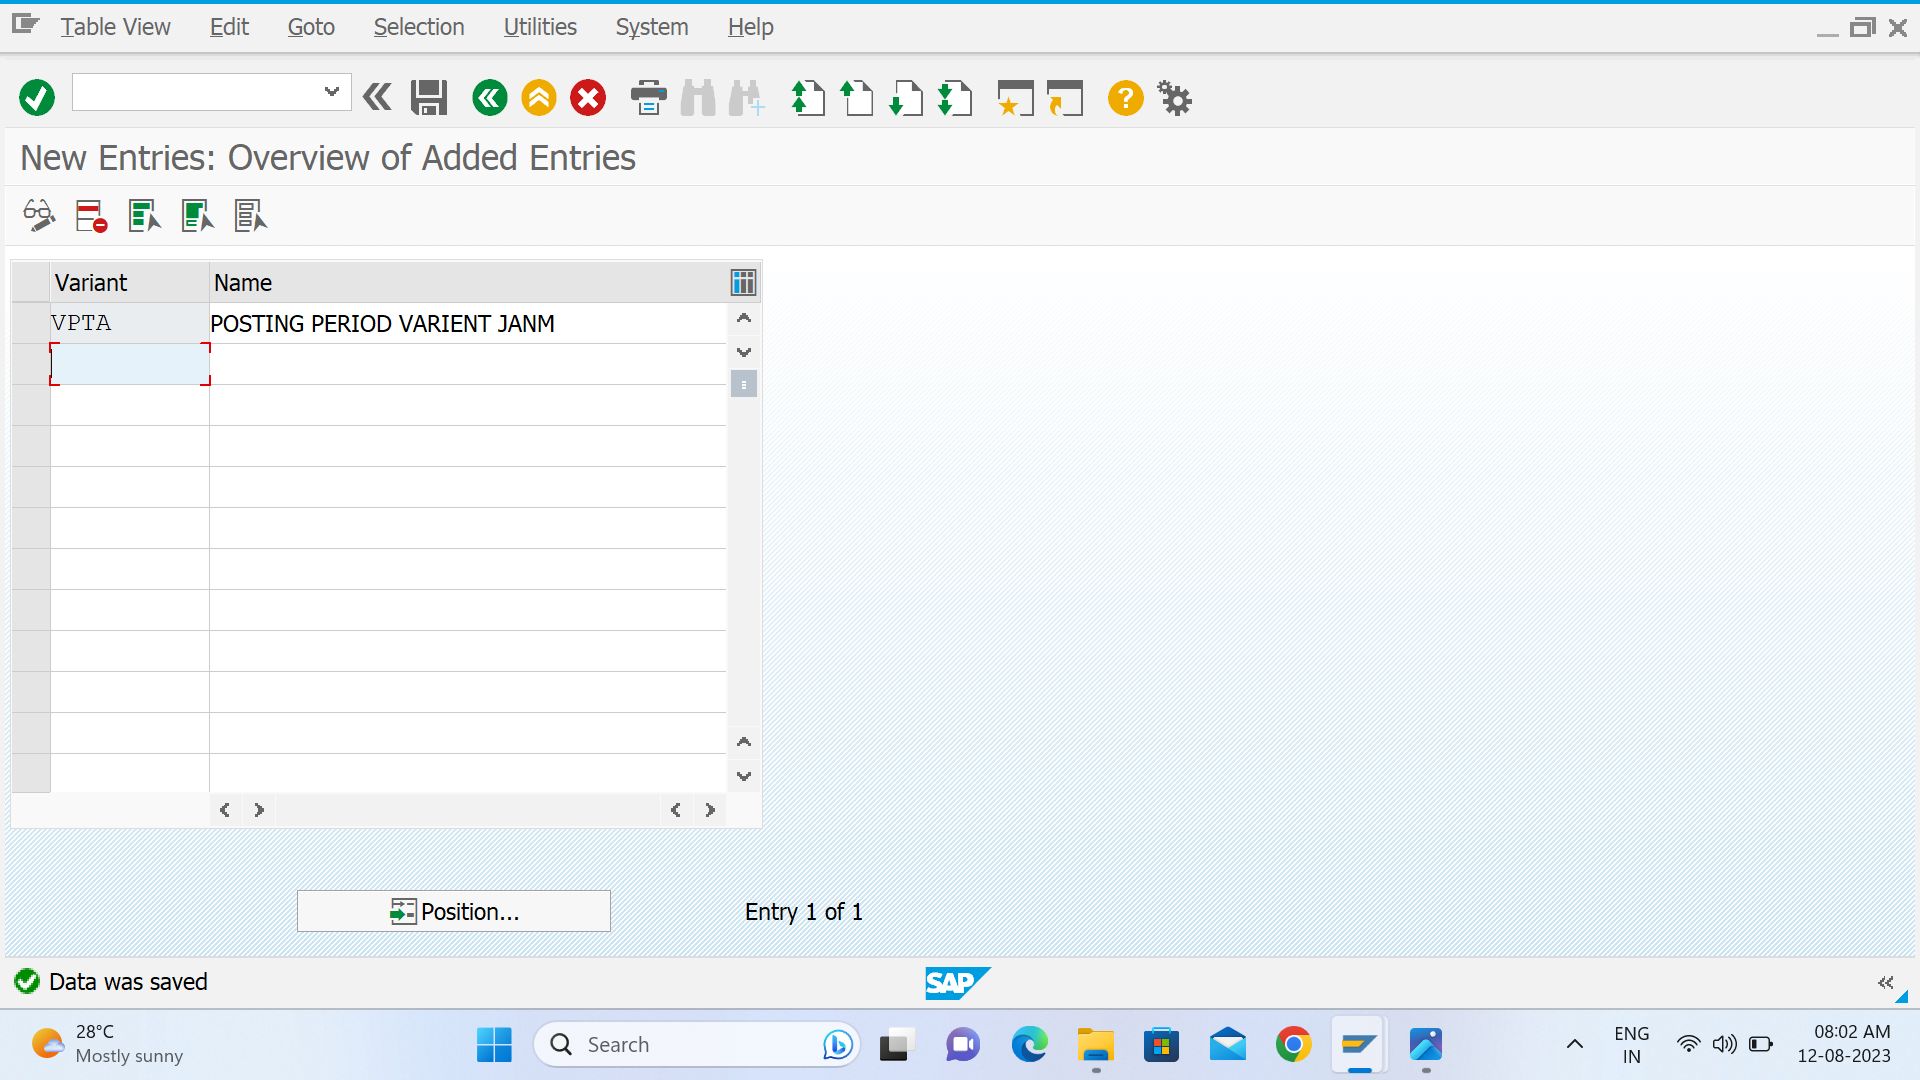 Table View Edit Goto Selection Utilities System Help
New Entries: Overview of Added Entries
Variant Name
VPTA POSTING PERIOD VARIENT JANM
Position...
Entry 1 of 1
Data was saved
SAP
28°C
Mostly sunny
Search
ENG
IN
08:02 AM
12-08-2023